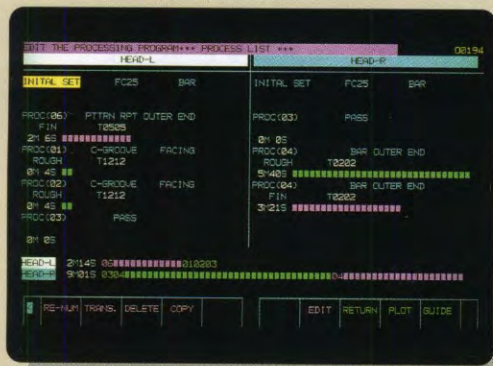 EDIT THE PROCESSING PROGRAM*** PROCESS LIST *** O0194
HEAD-L HEAD-R
INITAL SET FC25 BAR INITAL SET FC25 BAR
PROC(06) PTTRN RPT OUTER END PROC(03) PASS
FIN T0505
2M 6S 0M 0S
PROC(01) C-GROOVE FACING PROC(04) BAR OUTER END
ROUGH T1212 ROUGH T0202
0M 4S 5M40S
PROC(02) C-GROOVE FACING PROC(04) BAR OUTER END
ROUGH T1212 FIN T0202
0M 4S 3M21S
PROC(03) PASS
0M 0S
HEAD-L 2M14S 06 010203
HEAD-R 9M01S 0304 04
RE-NUM TRANS. DELETE COPY EDIT RETURN PLOT GUIDE